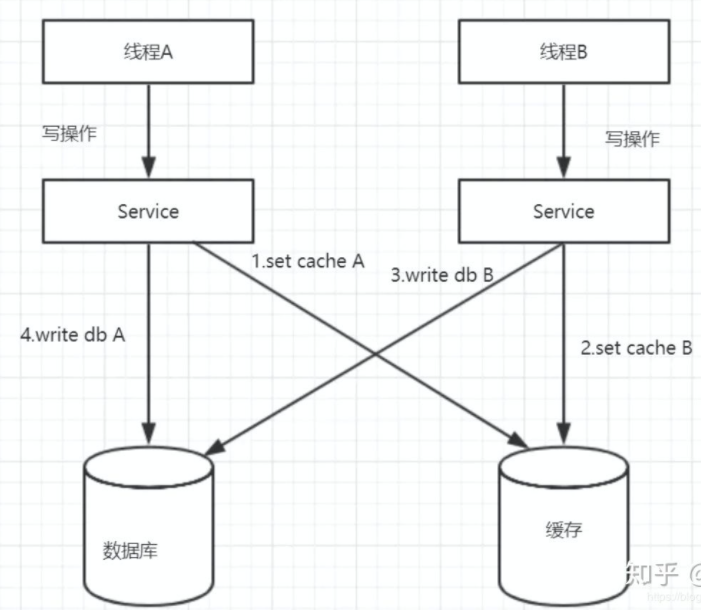 线程A
线程B
写操作
写操作
Service
Service
1.set cache A
3.write db B
4.write db A
2.set cache B
数据库
缓存
知乎
https://blog